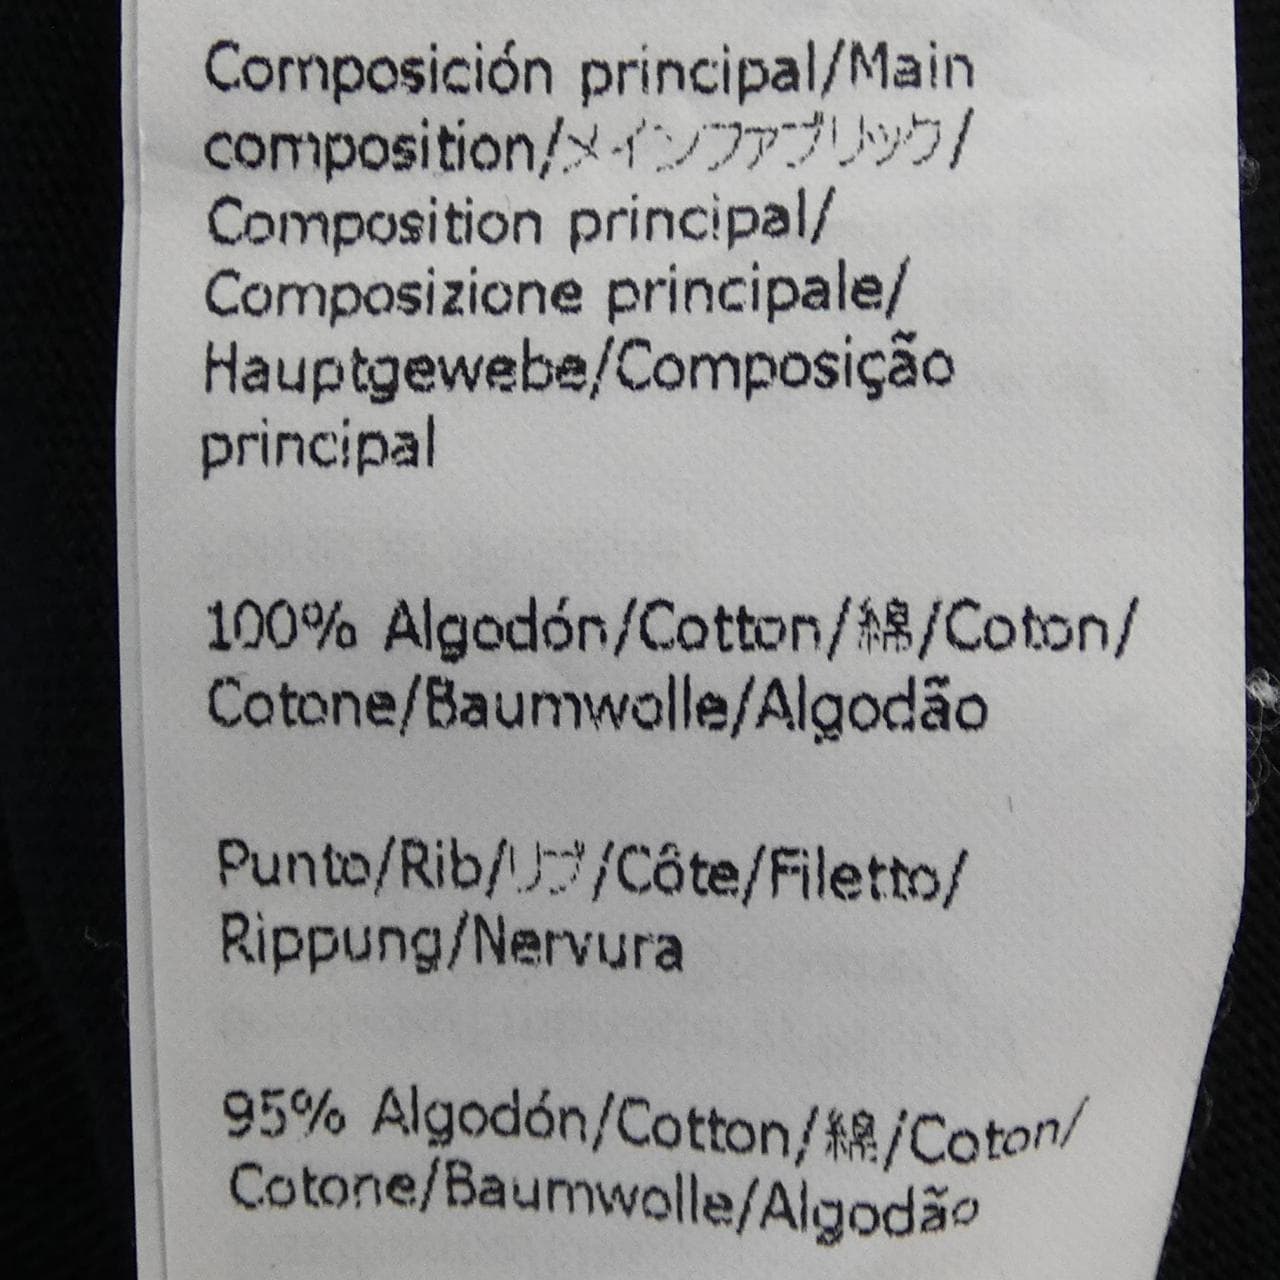 Composición principal/Main
composition/メインファブリック/
Composition principal/
Composizione principale/
Hauptgewebe/Composição
principal
100% Algodón/Cotton/綿/Coton/
Cotone/Baumwolle/Algodão
Punto/Rib/リブ/Côte/Filetto/
Rippung/Nervura
95% Algodón/Cotton/綿/Coton/
Cotone/Baumwolle/Algodão